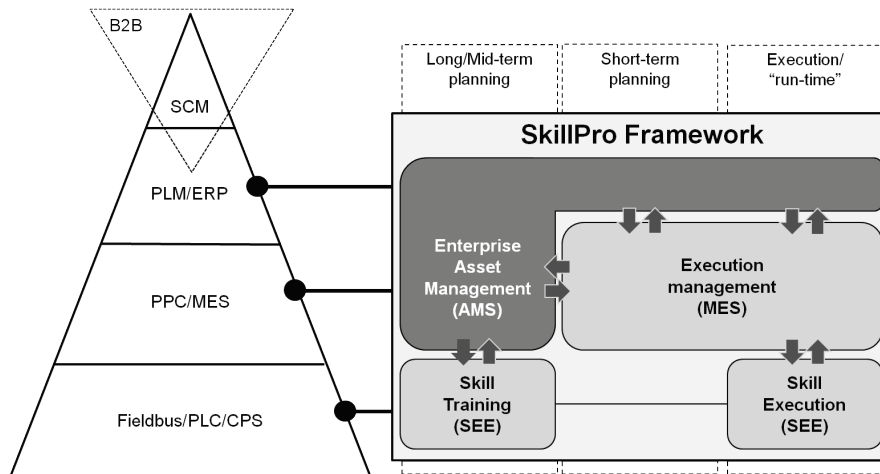 B2B
SCM
PLM/ERP
PPC/MES
Fieldbus/PLC/CPS
Long/Mid-term
planning
Short-term
planning
Execution/
“run-time”
SkillPro Framework
Enterprise
Asset
Management
(AMS)
Execution
management
(MES)
Skill
Training
(SEE)
Skill
Execution
(SEE)